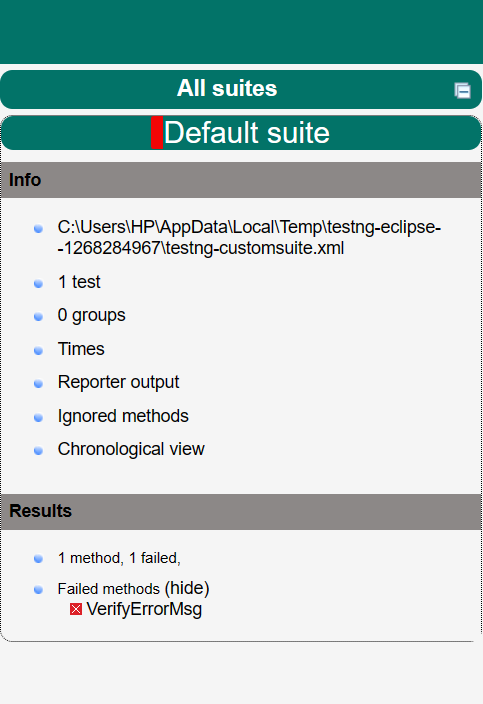 All suites
Default suite
Info
C:\Users\HP\AppData\Local\Temp\testng-eclipse-
-1268284967\testng-customsuite.xml
1 test
0 groups
Times
Reporter output
Ignored methods
Chronological view
Results
1 method, 1 failed,
Failed methods (hide)
VerifyErrorMsg